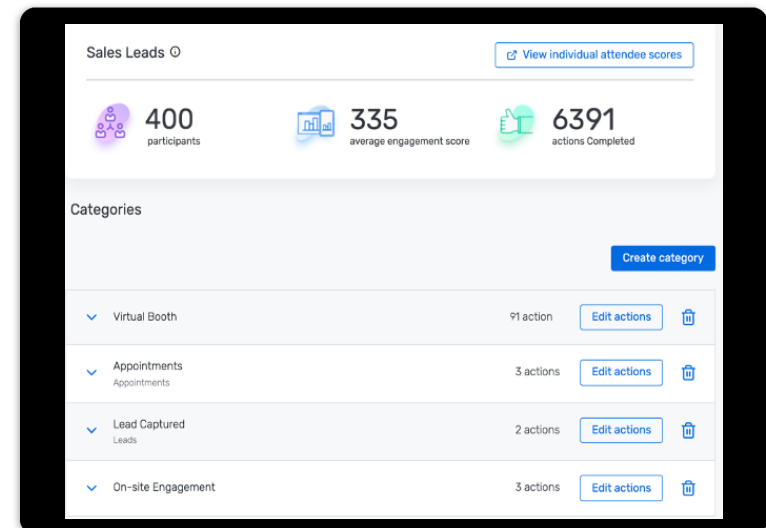 Sales Leads
View individual attendee scores
400
participants
335
average engagement score
6391
actions Completed
Categories
Create category
Virtual Booth
91 action
Edit actions
Appointments
Appointments
3 actions
Edit actions
Lead Captured
Leads
2 actions
Edit actions
On-site Engagement
3 actions
Edit actions